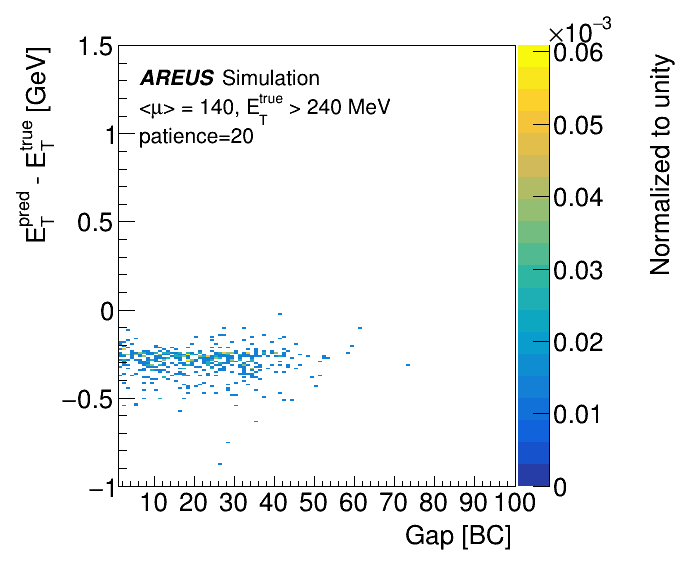 ×10⁻³
AREUS Simulation
<μ> = 140, E_T^true > 240 MeV
patience=20
E_T^pred - E_T^true [GeV]
1.5
1
0.5
0
−0.5
−1
10 20 30 40 50 60 70 80 90 100
Gap [BC]
0.06
0.05
0.04
0.03
0.02
0.01
0
Normalized to unity